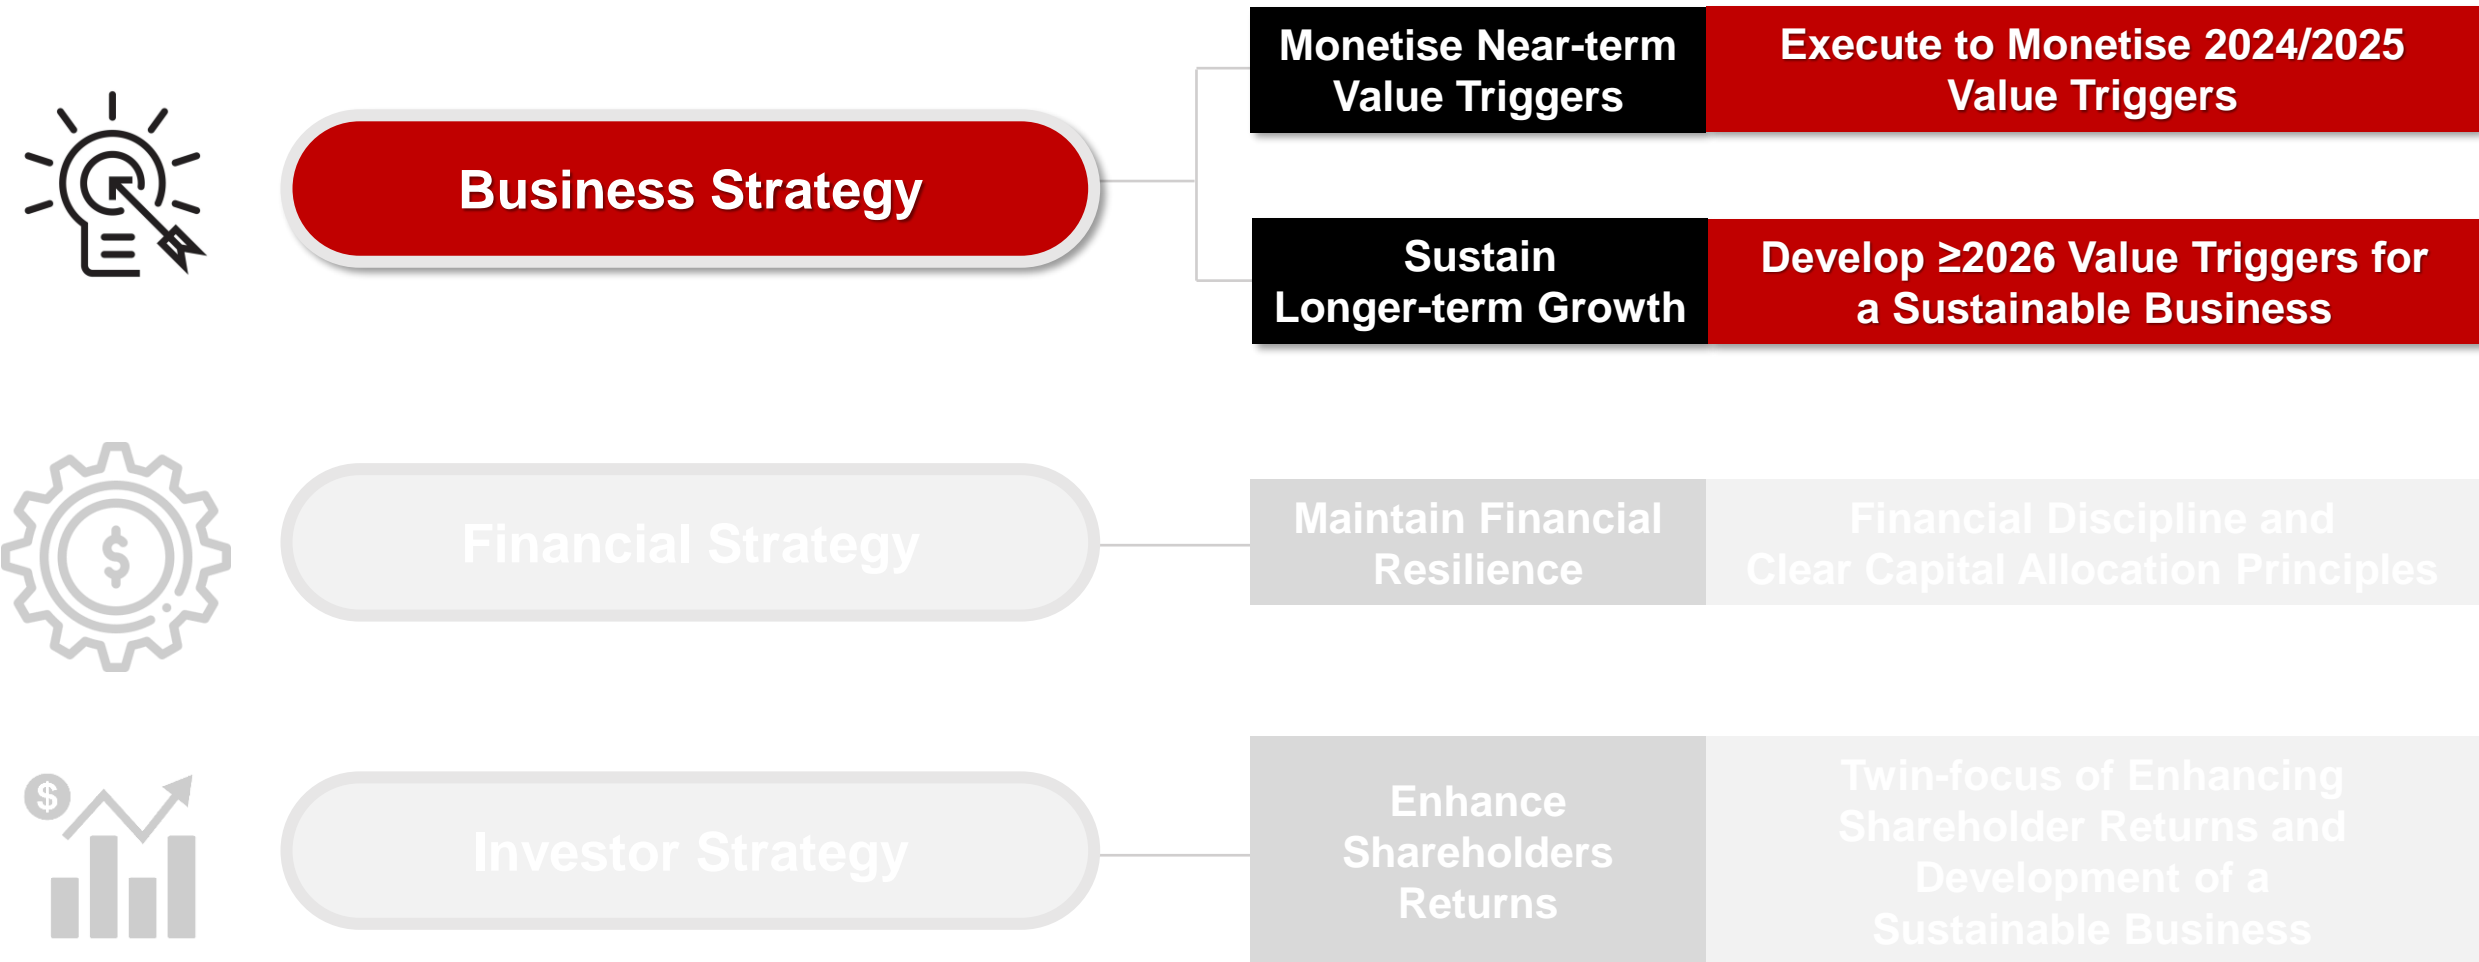 Business Strategy
Monetise Near-term
Value Triggers
Execute to Monetise 2024/2025
Value Triggers
Sustain
Longer-term Growth
Develop ≥2026 Value Triggers for
a Sustainable Business
$
Financial Strategy
Maintain Financial
Resilience
Financial Discipline and
Clear Capital Allocation Principles
$
Investor Strategy
Enhance
Shareholders
Returns
Twin-focus of Enhancing
Shareholder Returns and
Development of a
Sustainable Business